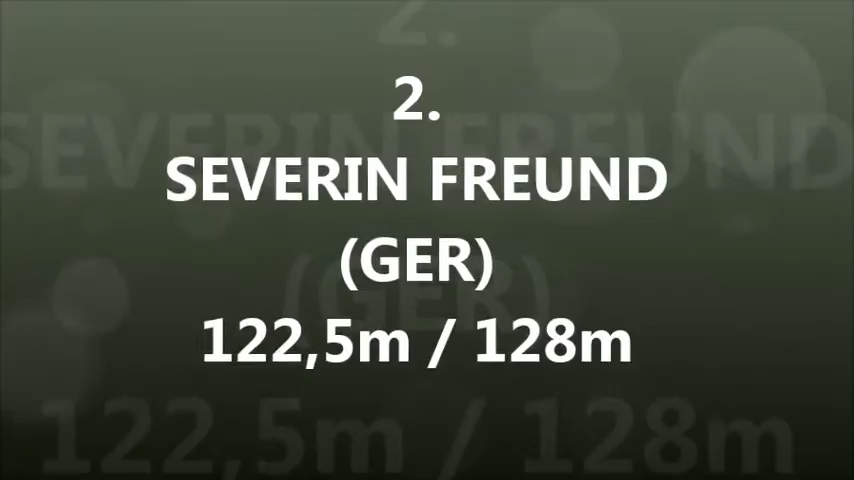 2.
SEVERIN FREUND
(GER)
122,5m / 128m